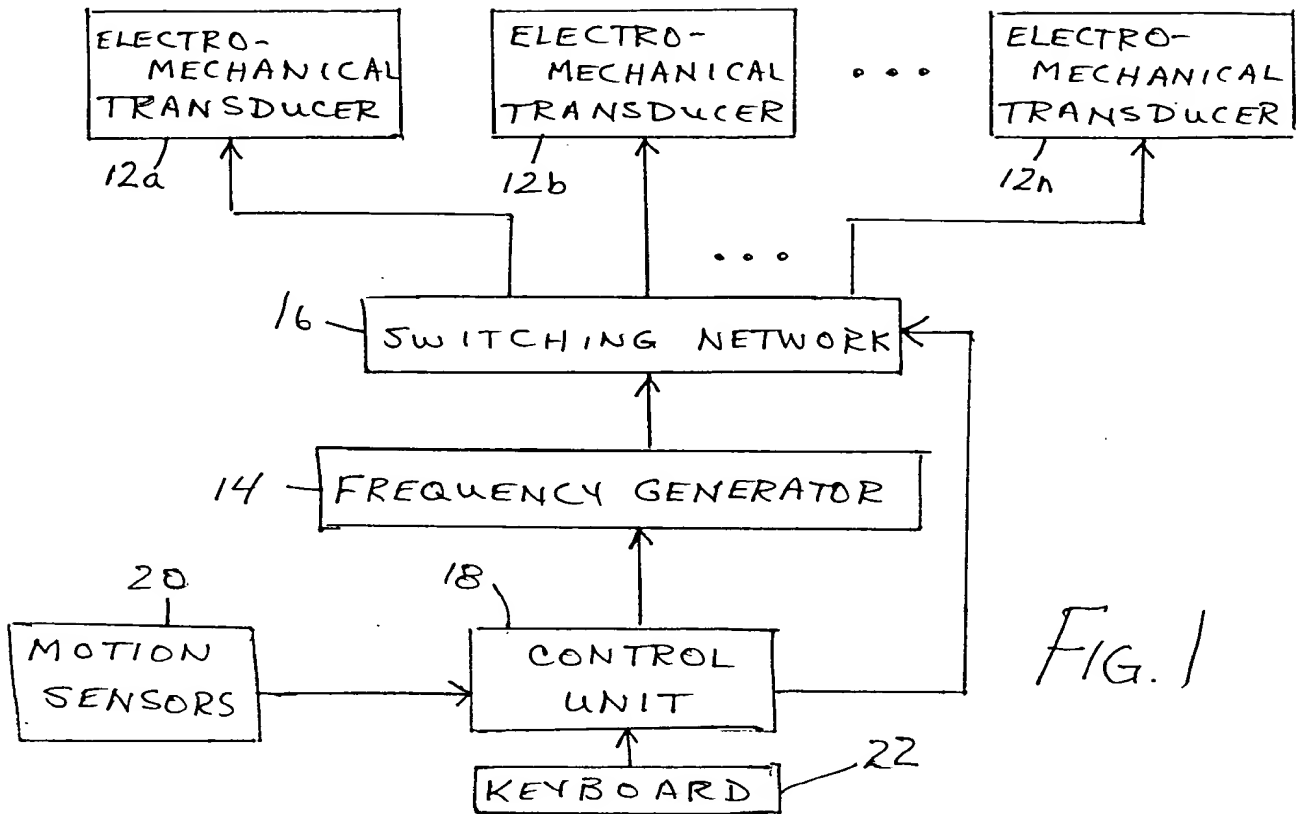 ELECTRO-
MECHANICAL
TRANSDUCER
12a
ELECTRO-
MECHANICAL
TRANSDUCER
12b
...
ELECTRO-
MECHANICAL
TRANSDUCER
12n
...
16
SWITCHING NETWORK
14
FREQUENCY GENERATOR
20
MOTION
SENSORS
18
CONTROL
UNIT
22
KEYBOARD
FIG. 1